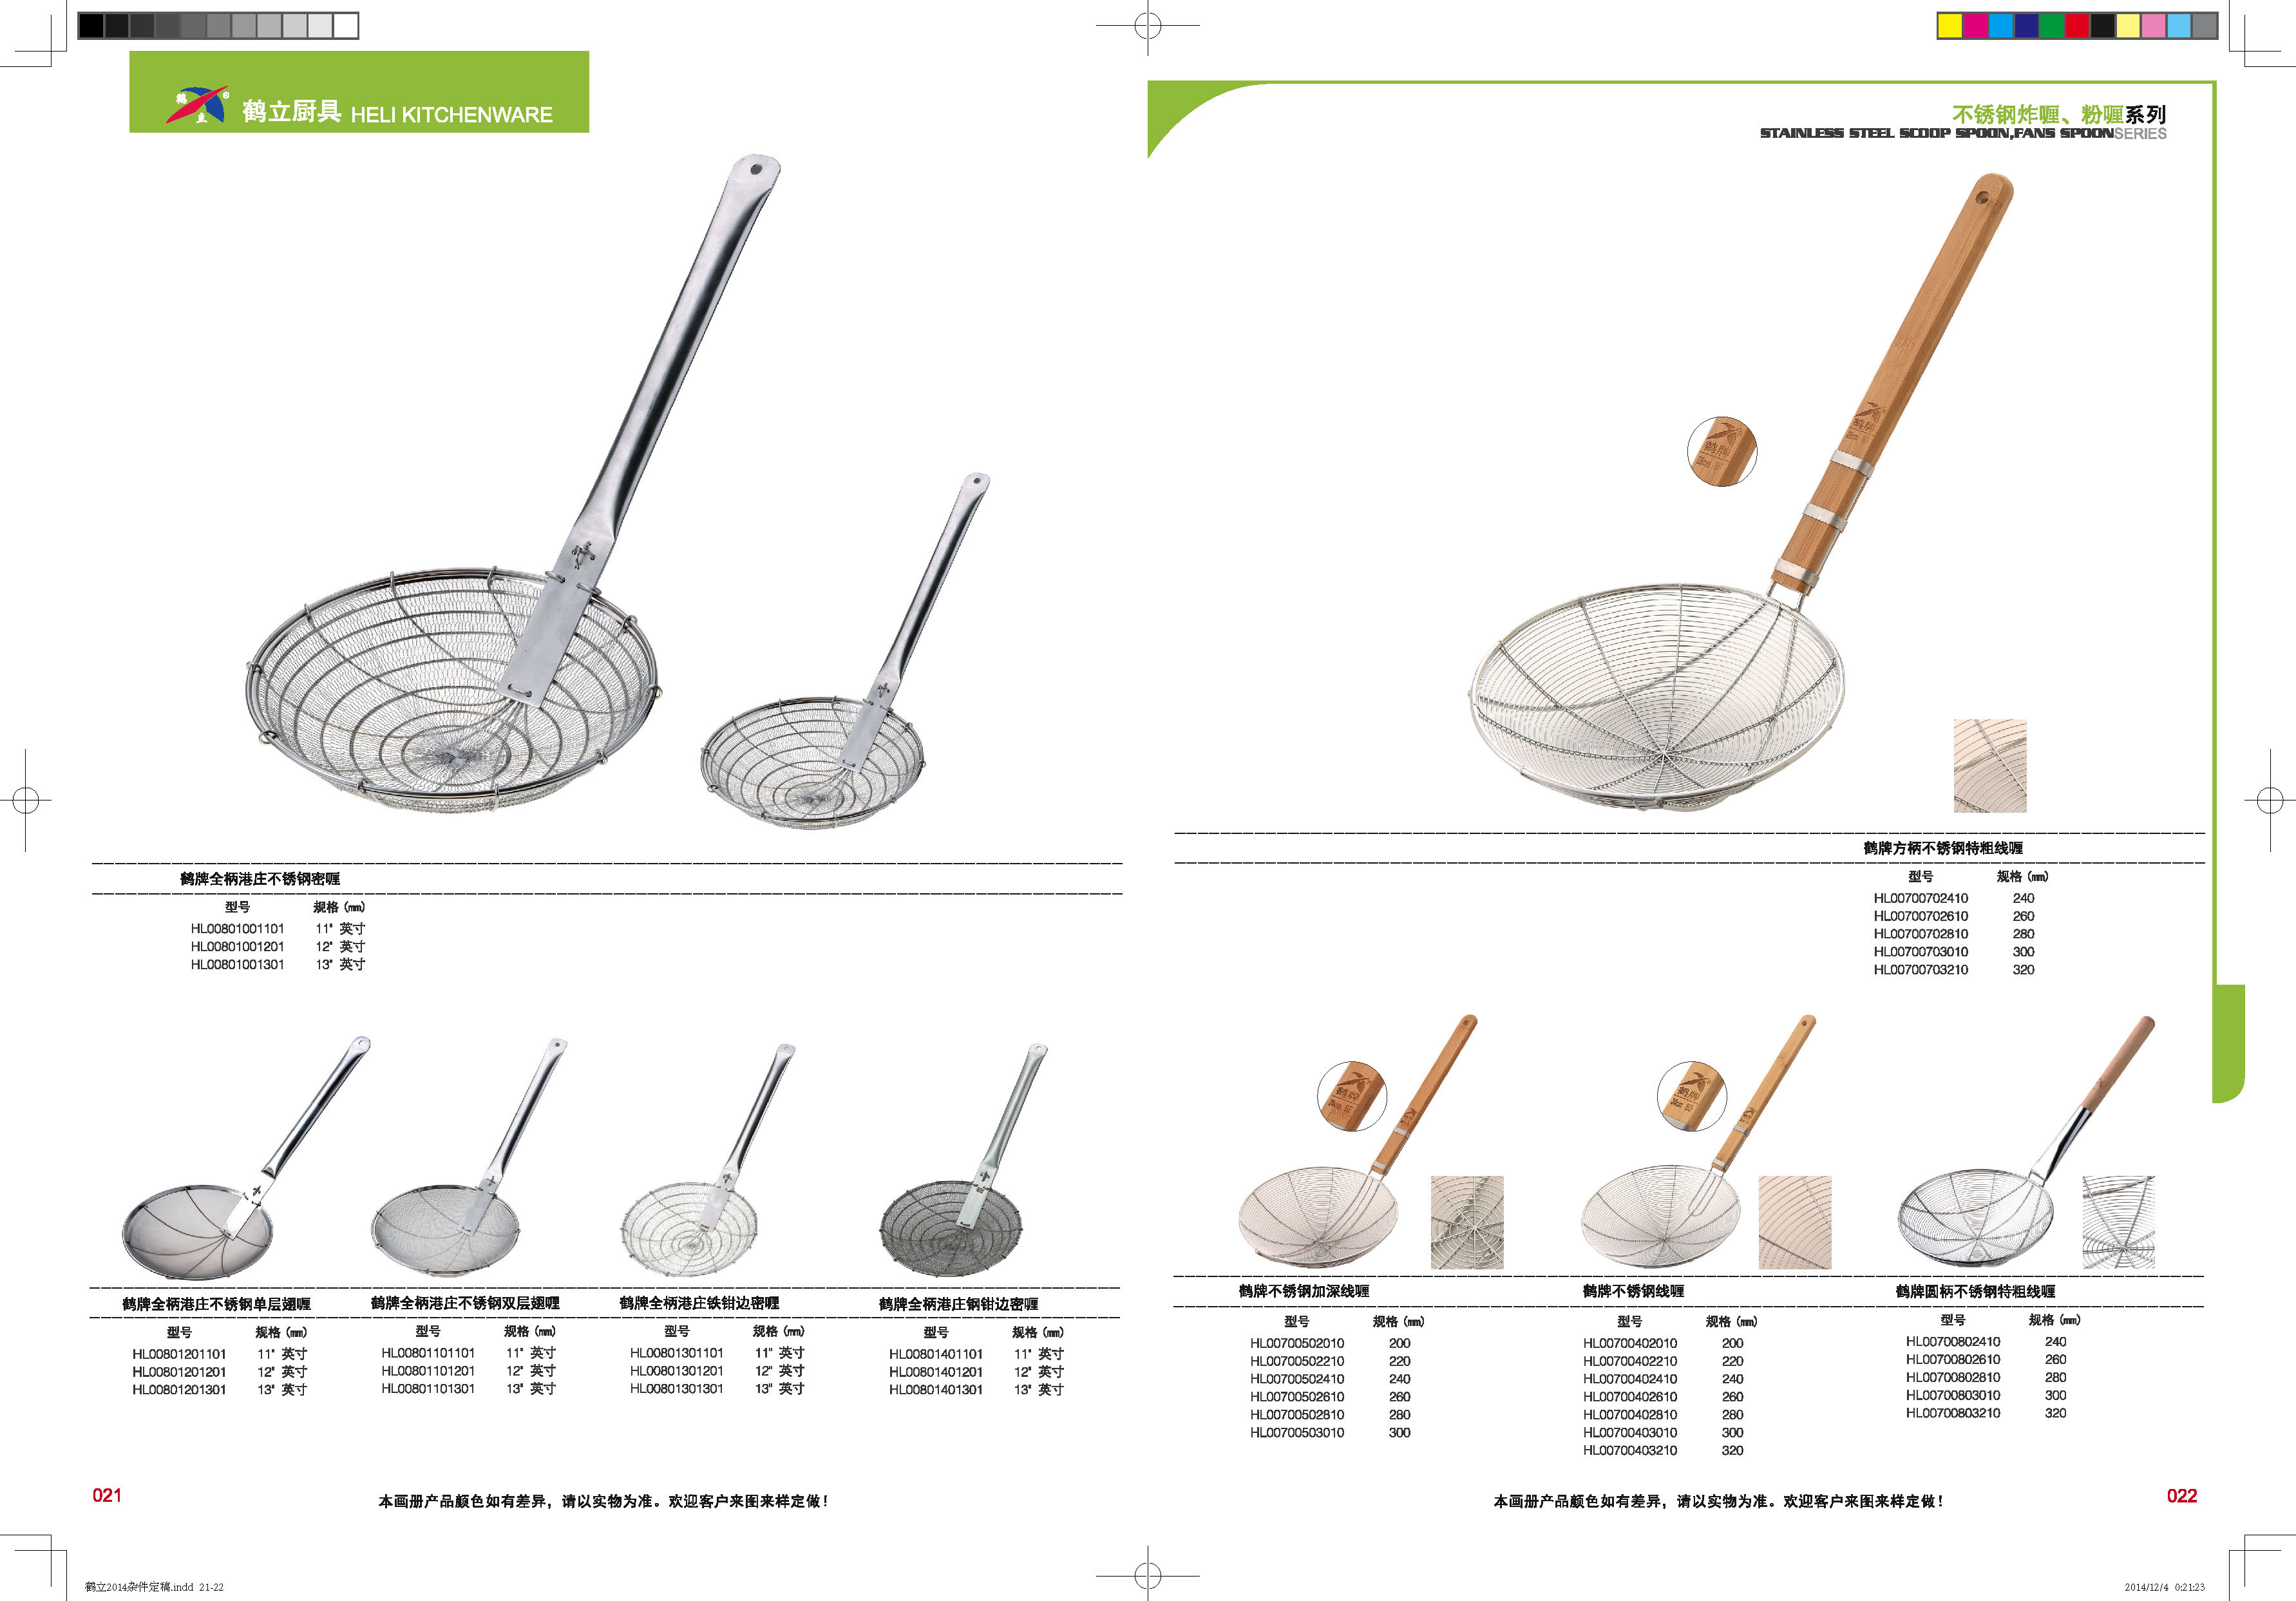 鹤立厨具 HELI KITCHENWARE
鹤牌全柄港庄不锈钢密喱
型号 规格 (mm)
HL00801001101 11" 英寸
HL00801001201 12" 英寸
HL00801001301 13" 英寸
鹤牌全柄港庄不锈钢单层翅喱
型号 规格 (mm)
HL00801201101 11" 英寸
HL00801201201 12" 英寸
HL00801201301 13" 英寸
鹤牌全柄港庄不锈钢双层翅喱
型号 规格 (mm)
HL00801101101 11" 英寸
HL00801101201 12" 英寸
HL00801101301 13" 英寸
鹤牌全柄港庄铁钳边密喱
型号 规格 (mm)
HL00801301101 11" 英寸
HL00801301201 12" 英寸
HL00801301301 13" 英寸
鹤牌全柄港庄钢钳边密喱
型号 规格 (mm)
HL00801401101 11" 英寸
HL00801401201 12" 英寸
HL00801401301 13" 英寸
021
本画册产品颜色如有差异，请以实物为准。欢迎客户来图来样定做！
不锈钢炸喱、粉喱系列
STAINLESS STEEL SCOOP SPOON,FANS SPOONSERIES
鹤牌
鹤牌方柄不锈钢特粗线喱
型号 规格 (mm)
HL00700702410 240
HL00700702610 260
HL00700702810 280
HL00700703010 300
HL00700703210 320
鹤牌
鹤牌不锈钢加深线喱
型号 规格 (mm)
HL00700502010 200
HL00700502210 220
HL00700502410 240
HL00700502610 260
HL00700502810 280
HL00700503010 300
鹤牌
鹤牌不锈钢线喱
型号 规格 (mm)
HL00700402010 200
HL00700402210 220
HL00700402410 240
HL00700402610 260
HL00700402810 280
HL00700403010 300
HL00700403210 320
鹤牌圆柄不锈钢特粗线喱
型号 规格 (mm)
HL00700802410 240
HL00700802610 260
HL00700802810 280
HL00700803010 300
HL00700803210 320
本画册产品颜色如有差异，请以实物为准。欢迎客户来图来样定做！
022
鹤立2014杂件定稿.indd 21-22
2014/12/4 0:21:23